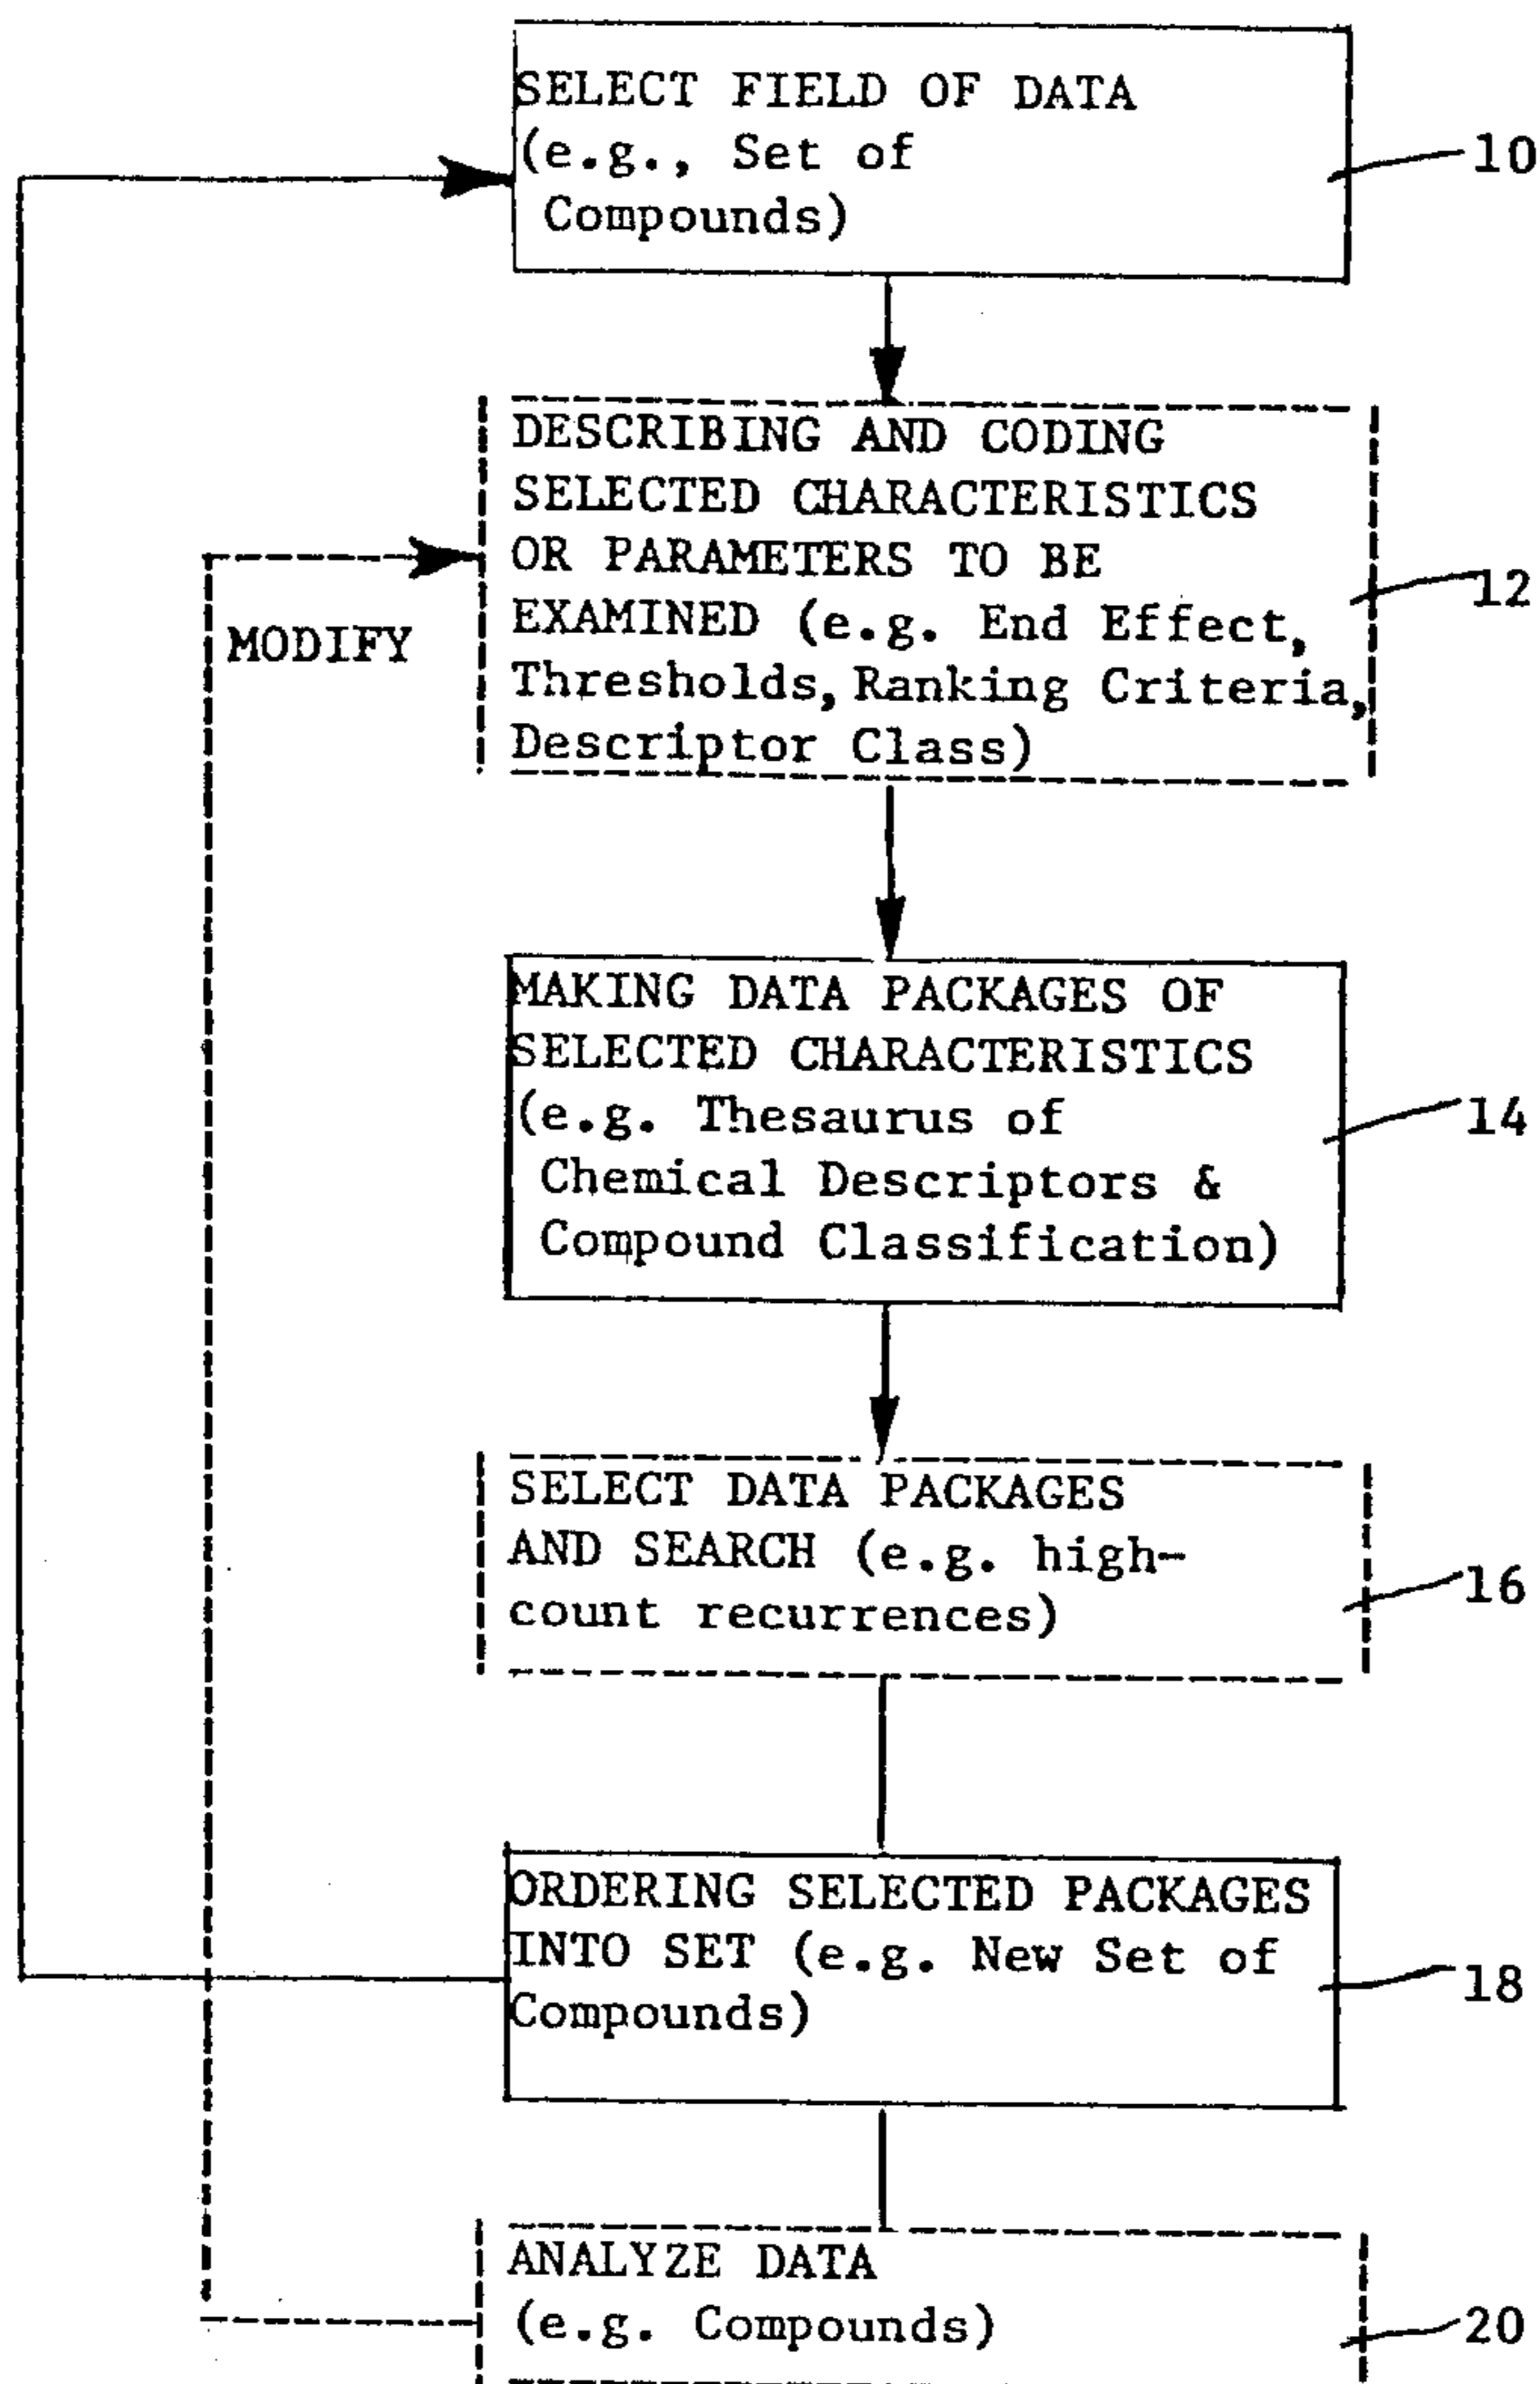 SELECT FIELD OF DATA
(e.g., Set of
Compounds)
10
DESCRIBING AND CODING
SELECTED CHARACTERISTICS
OR PARAMETERS TO BE
EXAMINED (e.g. End Effect,
Thresholds, Ranking Criteria,
Descriptor Class)
12
MODIFY
MAKING DATA PACKAGES OF
SELECTED CHARACTERISTICS
(e.g. Thesaurus of
Chemical Descriptors &
Compound Classification)
14
SELECT DATA PACKAGES
AND SEARCH (e.g. high-
count recurrences)
16
ORDERING SELECTED PACKAGES
INTO SET (e.g. New Set of
Compounds)
18
ANALYZE DATA
(e.g. Compounds)
20